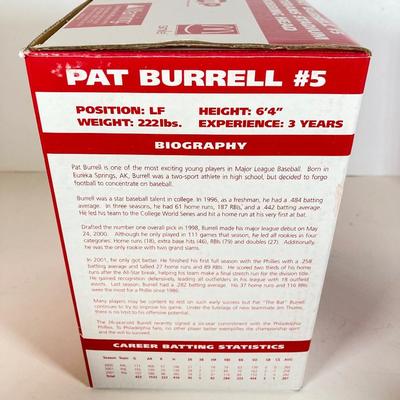 PAT BURRELL #5
POSITION: LF HEIGHT: 6'4"
WEIGHT: 222lbs. EXPERIENCE: 3 YEARS
BIOGRAPHY
Pat Burrell is one of the most exciting young players in Major League Baseball. Born in
Eureka Springs, AK, Burrell was a two-sport athlete in high school, but decided to forgo
football to concentrate on baseball.
Burrell was a star baseball talent in college. In 1996, as a freshman, he had a .484
batting average. In three seasons, he had 61 home runs, 187 RBIs' and a .442 batting average.
He led his team to the College World Series and hit a home run at his very first at bat.
Drafted the number one overall pick in 1998, Burrell made his major league debut on May
24, 2000. Although he only played in 111 games that season, he led all rookies in four
categories: Home runs (18), extra base hits (46), RBIs (79) and doubles (27). Additionally,
he was the only rookie with two grand slams.
In 2001, he only got better. He finished his first full season with the Phillies with a .258
batting average and tallied 27 home runs and 89 RBIs. He scored two thirds of his home
runs after the All-Star break, helping his team make a final stretch run for the division title.
He gained recognition defensively, leading all outfielders in his league with 18 outfield
assists. Last season, Burrell had a .282 batting average. His 37 home runs and 116 RBIs
were the most for a Phillie since 1986.
Many players may be content to rest on such early success but Pat "The Bat" Burrell
continues to try to improve his game. Under the tutelage of new teammate Jim Thome,
he is sure to hit his offensive potential.
The 26-year-old Burrell recently signed a six-year commitment with the Philadelphia
Phillies. To Philadelphia fans, no other player better exemplifies the championship spirit
and the will to succeed.
CAREER BATTING STATISTICS